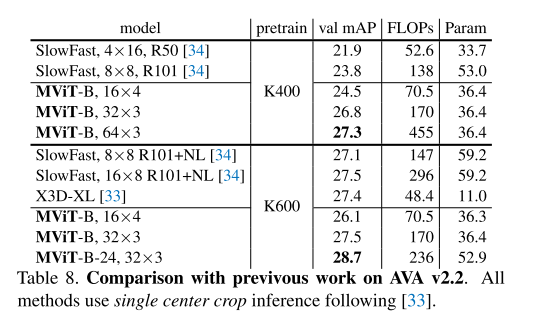 model pretrain val mAP FLOPs Param
SlowFast, 4×16, R50 [34] 21.9 52.6 33.7
SlowFast, 8×8, R101 [34] 23.8 138 53.0
K400
MViT-B, 16×4 24.5 70.5 36.4
MViT-B, 32×3 26.8 170 36.4
MViT-B, 64×3 27.3 455 36.4
SlowFast, 8×8 R101+NL [34] 27.1 147 59.2
SlowFast, 16×8 R101+NL [34] 27.5 296 59.2
X3D-XL [33] 27.4 48.4 11.0
K600
MViT-B, 16×4 26.1 70.5 36.3
MViT-B, 32×3 27.5 170 36.4
MViT-B-24, 32×3 28.7 236 52.9
Table 8. Comparison with previvous work on AVA v2.2. All
methods use single center crop inference following [33].